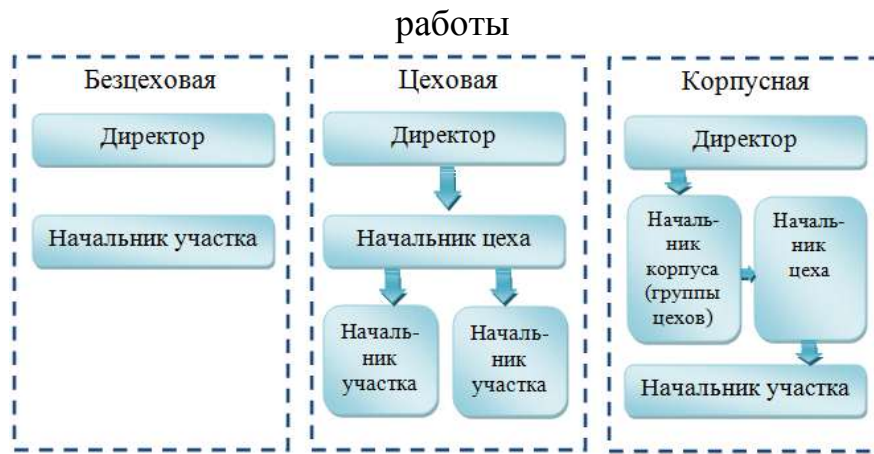 работы
Безцеховая
Директор
Начальник участка
Цеховая
Директор
Начальник цеха
Началь-
ник
участка
Началь-
ник
участка
Корпусная
Директор
Началь-
ник
корпуса
(группы
цехов)
Началь-
ник
цеха
Начальник участка